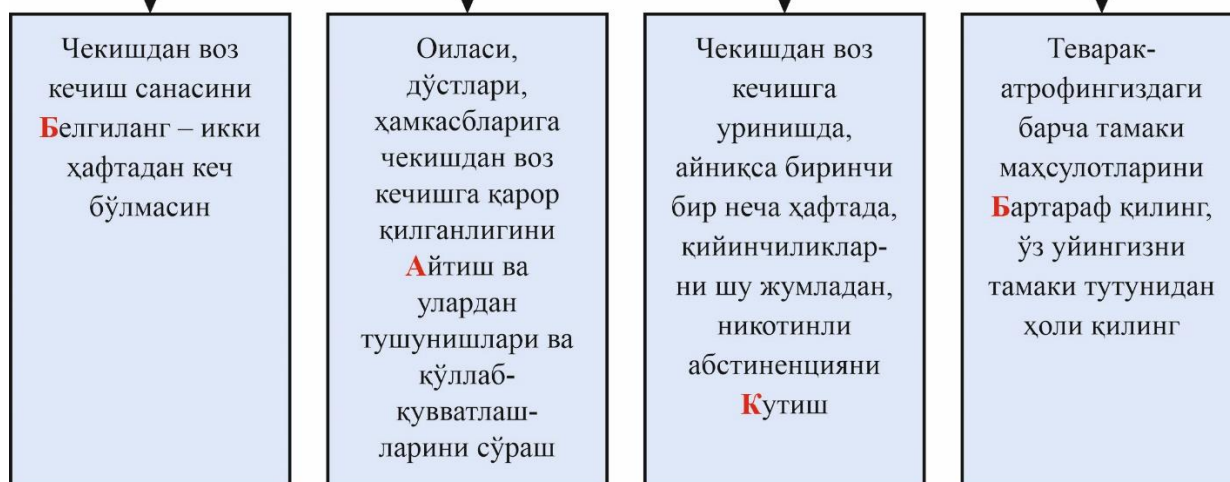 Чекишдан воз
кечиш санасини
Белгиланг – икки
ҳафтадан кеч
бўлмасин
Оиласи,
дўстлари,
ҳамкасбларига
чекишдан воз
кечишга қарор
қилганлигини
Айтиш ва
улардан
тушунишлари ва
қўллаб-
қувватлаш-
ларини сўраш
Чекишдан воз
кечишга
уринишда,
айниқса биринчи
бир неча ҳафтада,
қийинчиликлар-
ни шу жумладан,
никотинли
абстиненцияни
Кутиш
Теварак-
атрофингиздаги
барча тамаки
маҳсулотларини
Бартараф қилинг,
ўз уйингизни
тамаки тутунидан
ҳоли қилинг